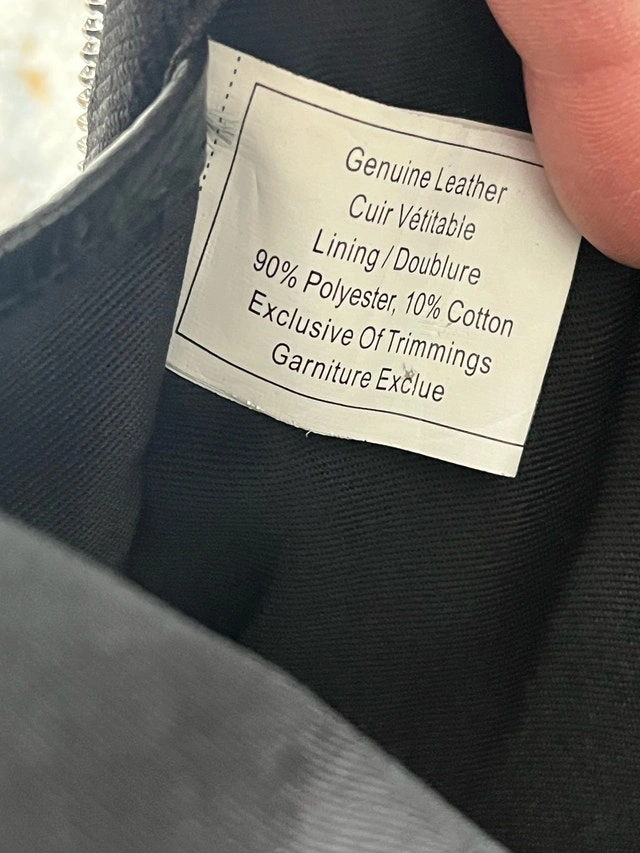 Genuine Leather
Cuir Vétitable
Lining / Doublure
90% Polyester, 10% Cotton
Exclusive Of Trimmings
Garniture Exclue